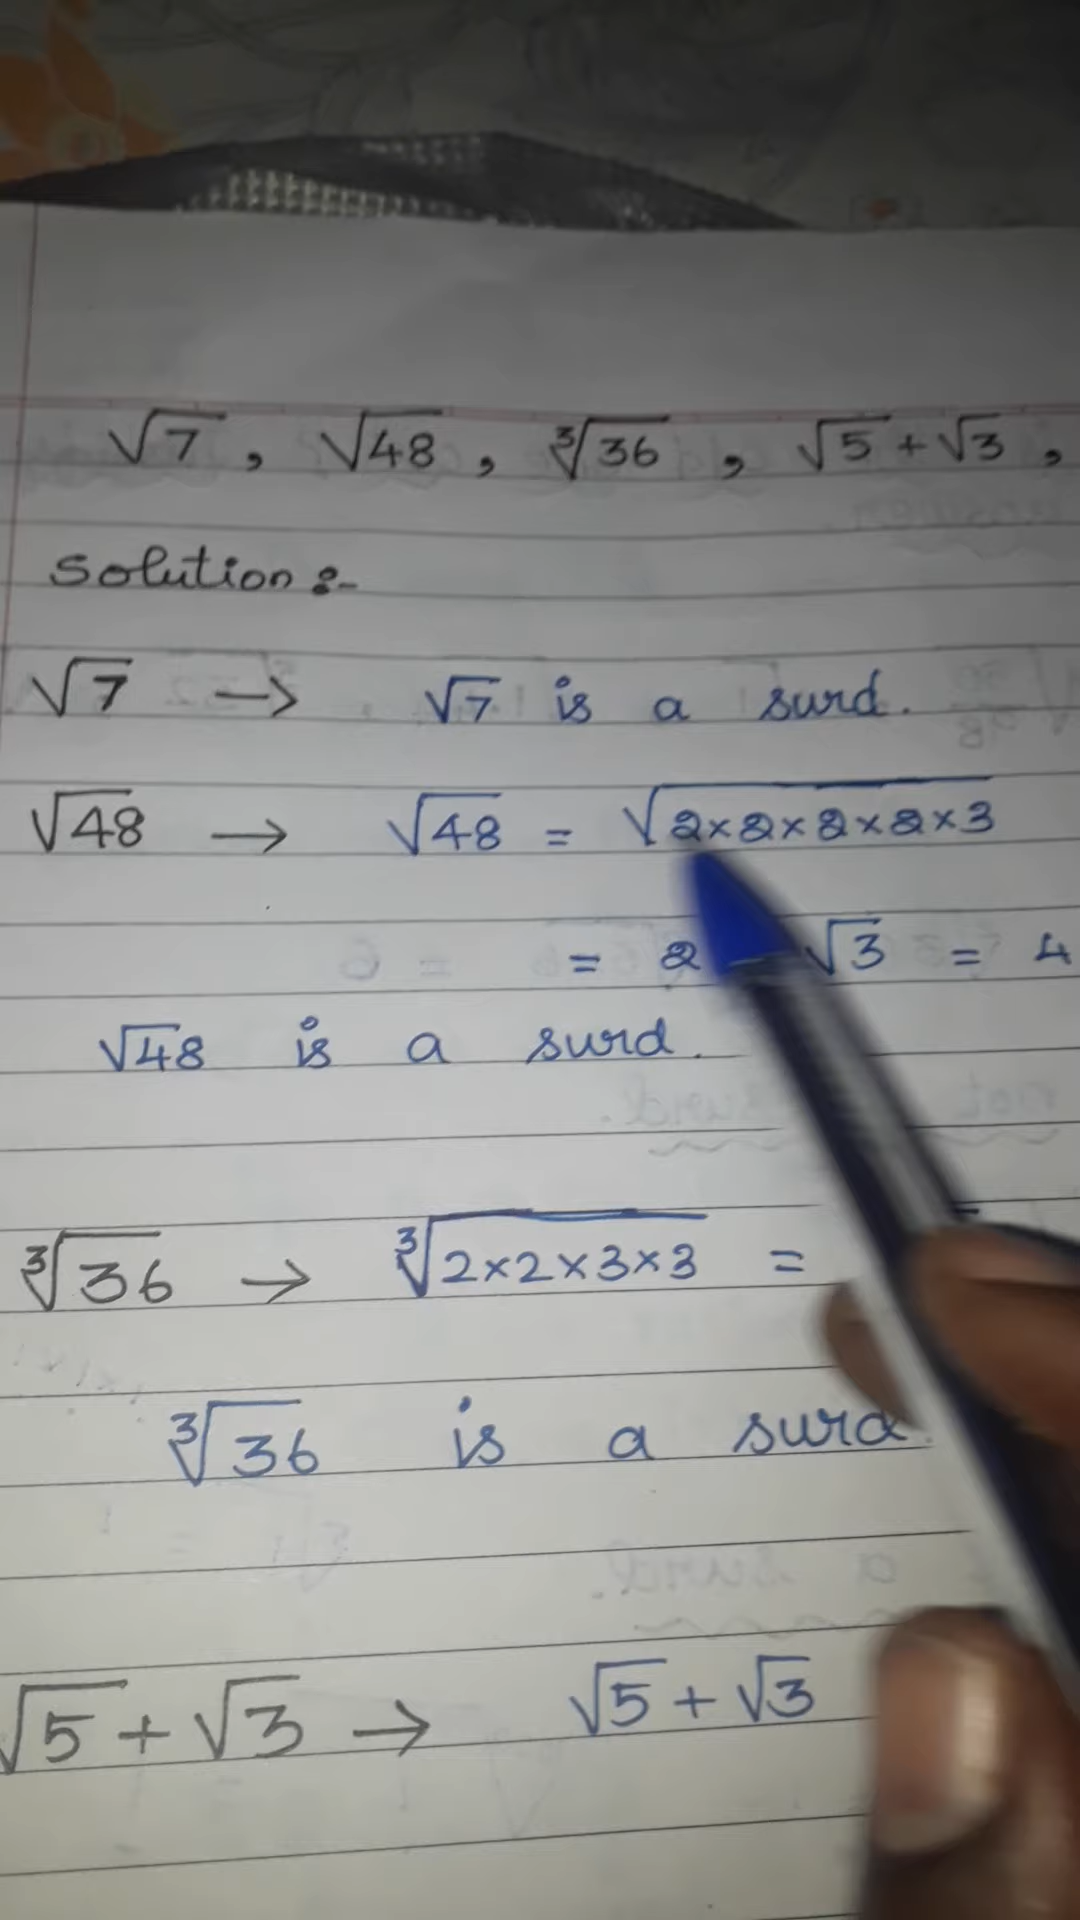 √7 , √48 , ∛36 , √5 + √3 ,
Solution :-
√7 → √7 is a surd.
√48 → √48 = √2×2×2×2×3
= 2 √3 = 4
√48 is a surd.
∛36 → ∛2×2×3×3 =
∛36 is a surd.
√5 + √3 → √5 + √3